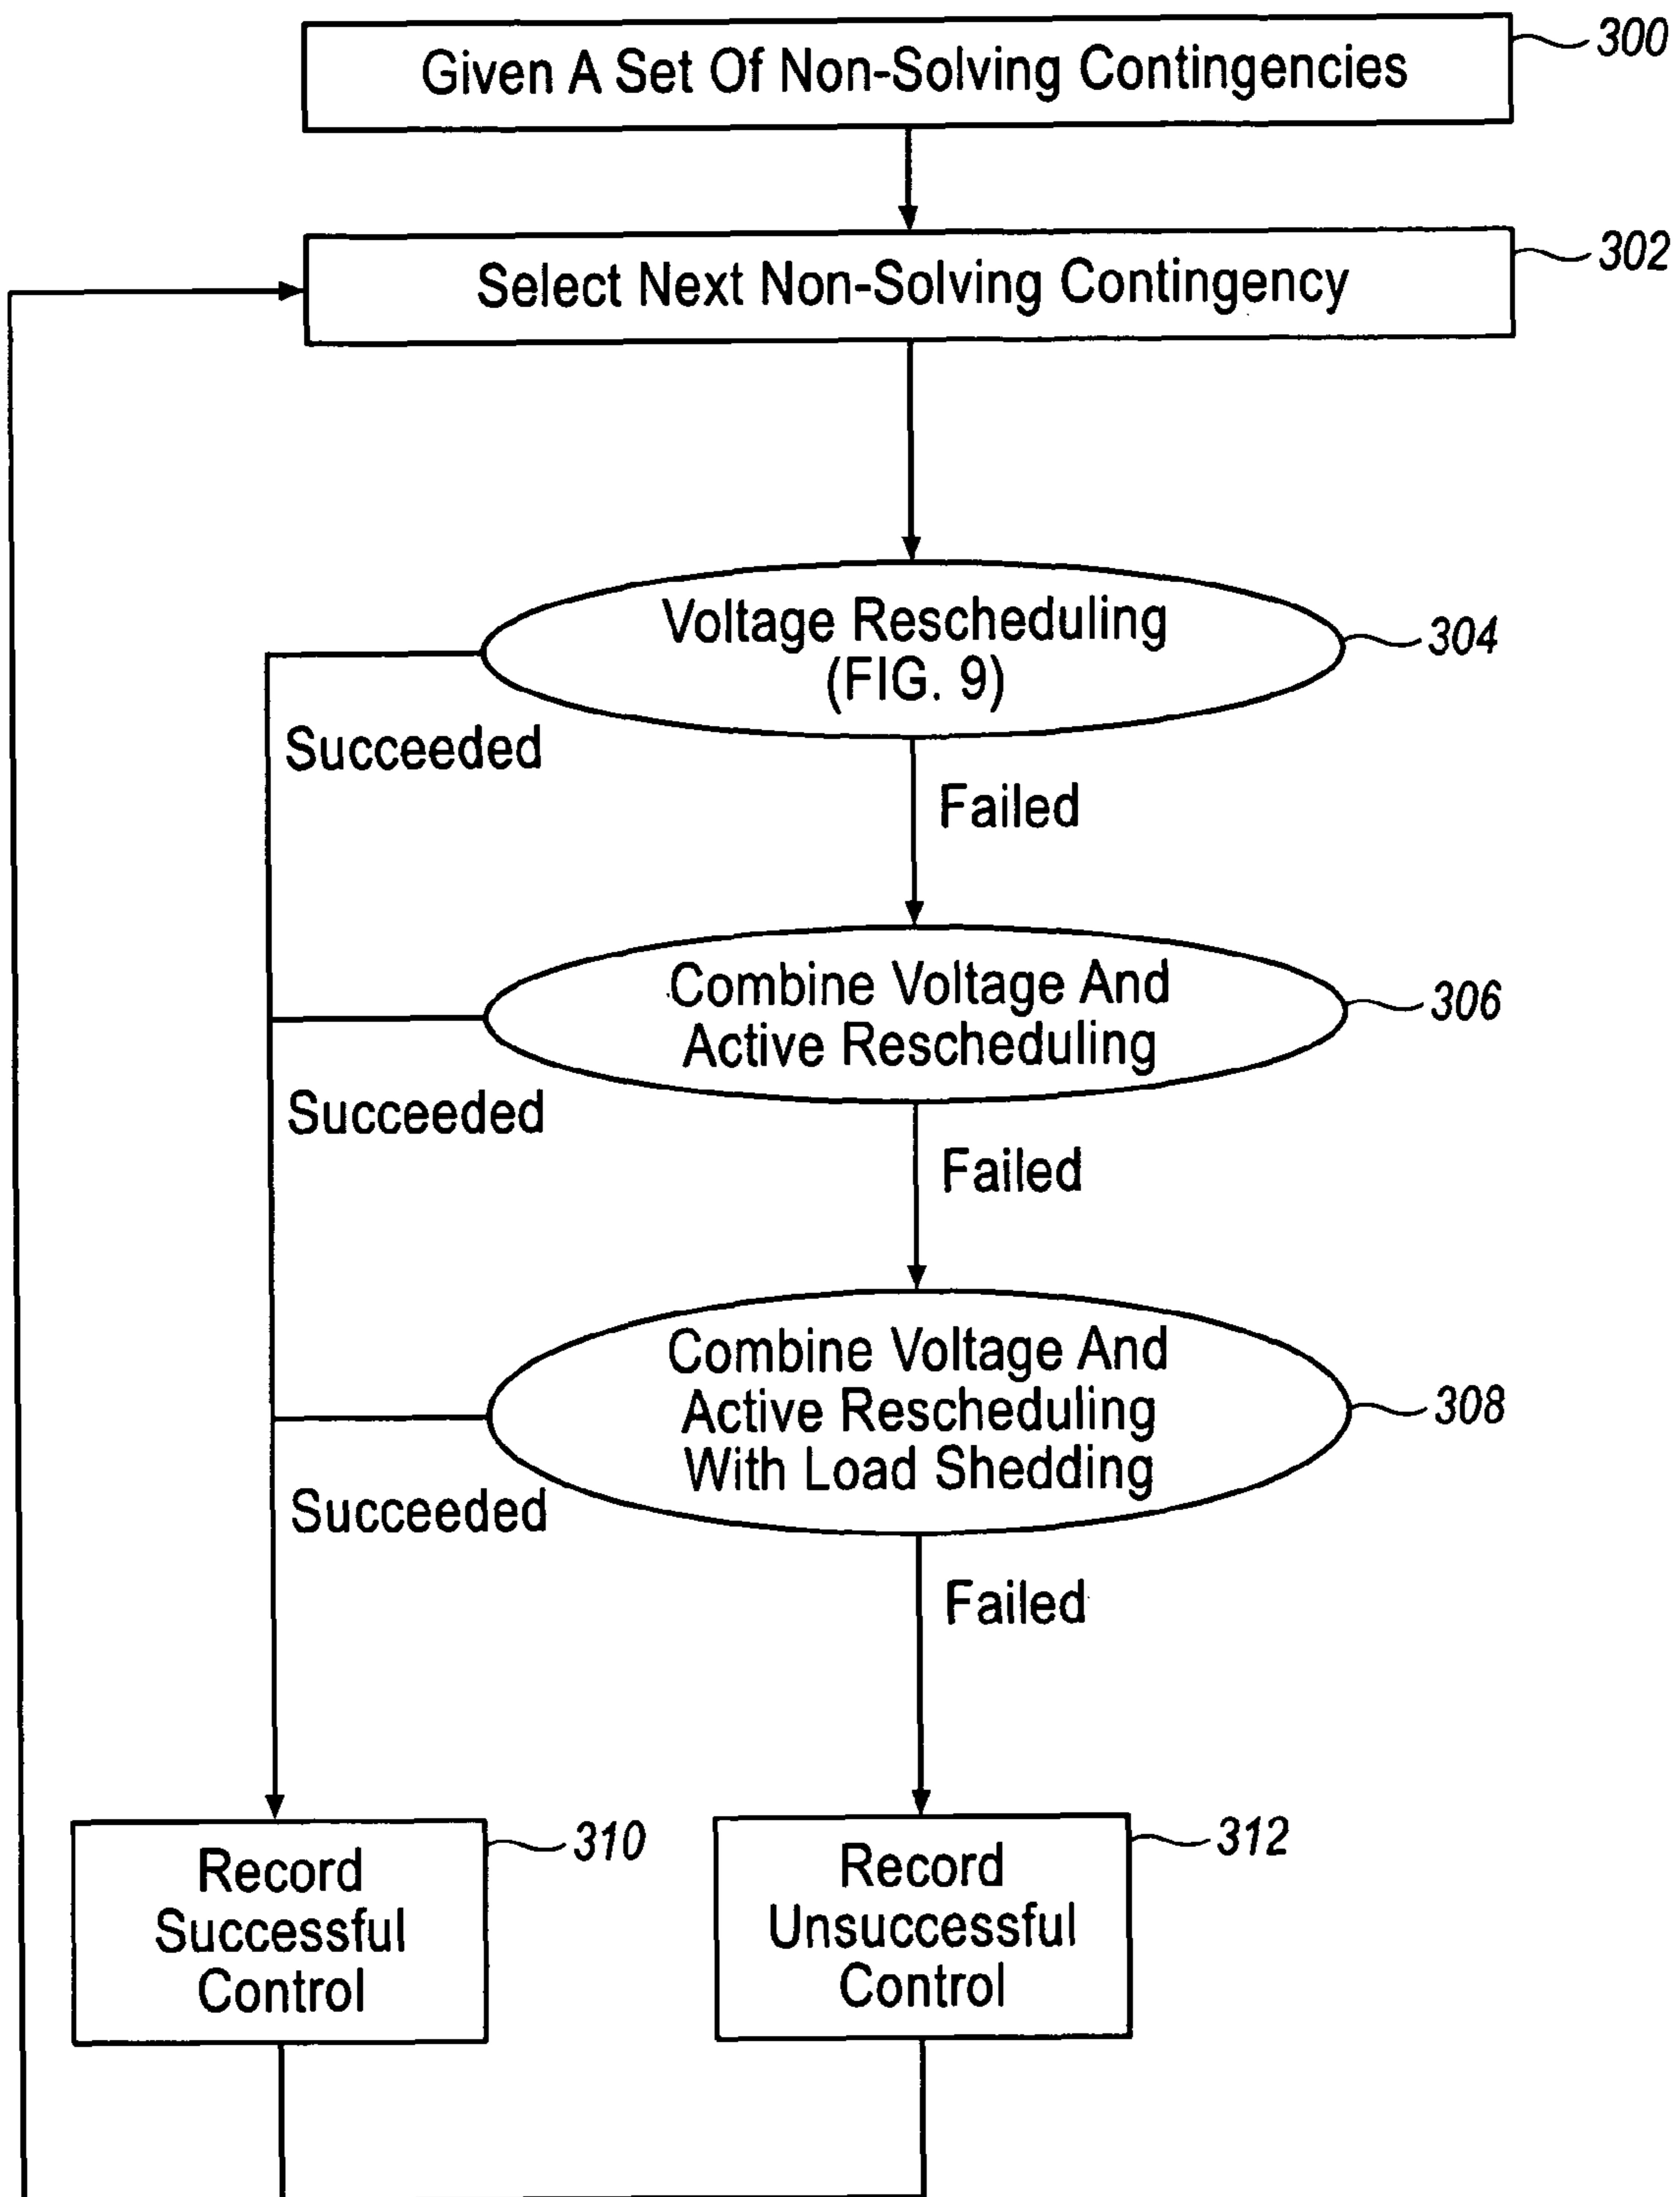 Given A Set Of Non-Solving Contingencies
300
Select Next Non-Solving Contingency
302
Voltage Rescheduling
(FIG. 9)
304
Succeeded
Failed
Combine Voltage And
Active Rescheduling
306
Succeeded
Failed
Combine Voltage And
Active Rescheduling
With Load Shedding
308
Succeeded
Failed
Record
Successful
Control
310
Record
Unsuccessful
Control
312